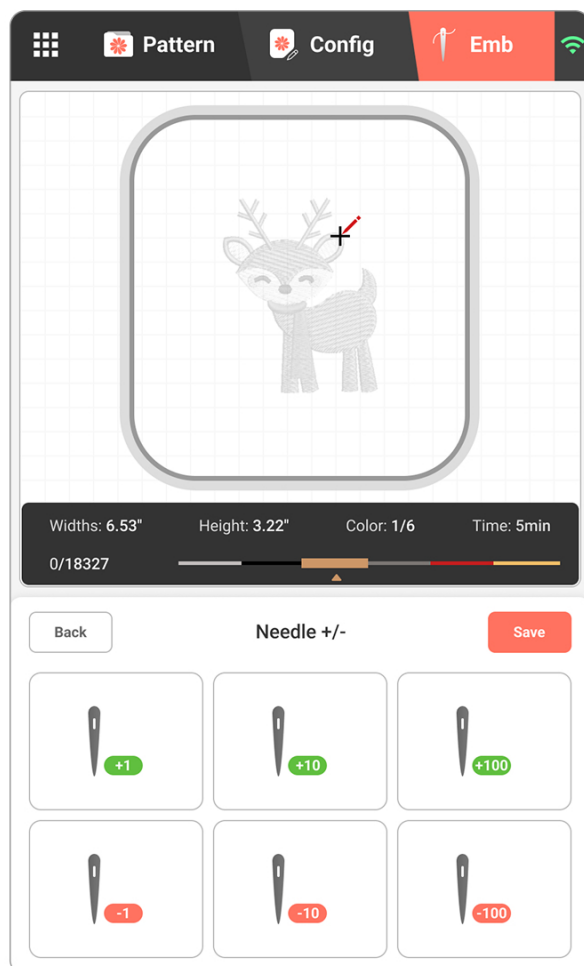 Pattern Config Emb
Widths: 6.53" Height: 3.22" Color: 1/6 Time: 5min
0/18327
Back Needle +/- Save
+1 +10 +100
-1 -10 -100